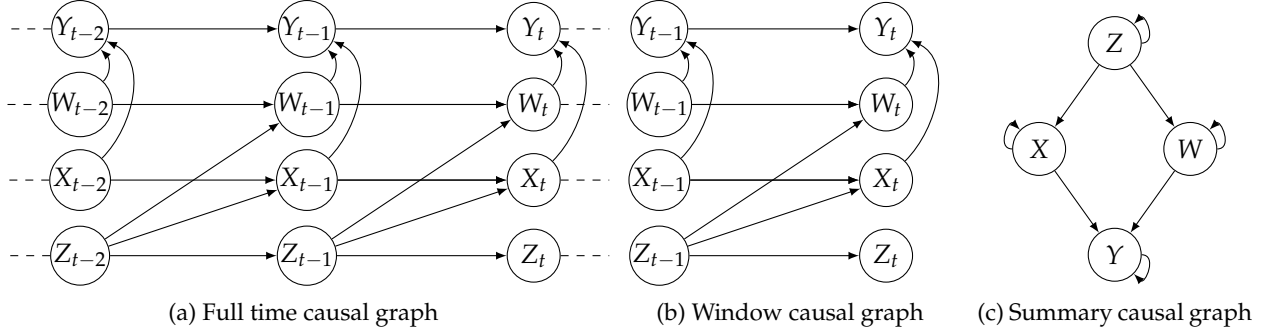 Y_{t−2} Y_{t−1} Y_t Y_{t−1} Y_t Z
W_{t−2} W_{t−1} W_t W_{t−1} W_t
X W
X_{t−2} X_{t−1} X_t X_{t−1} X_t
Z_{t−2} Z_{t−1} Z_t Z_{t−1} Z_t Y
(a) Full time causal graph (b) Window causal graph (c) Summary causal graph